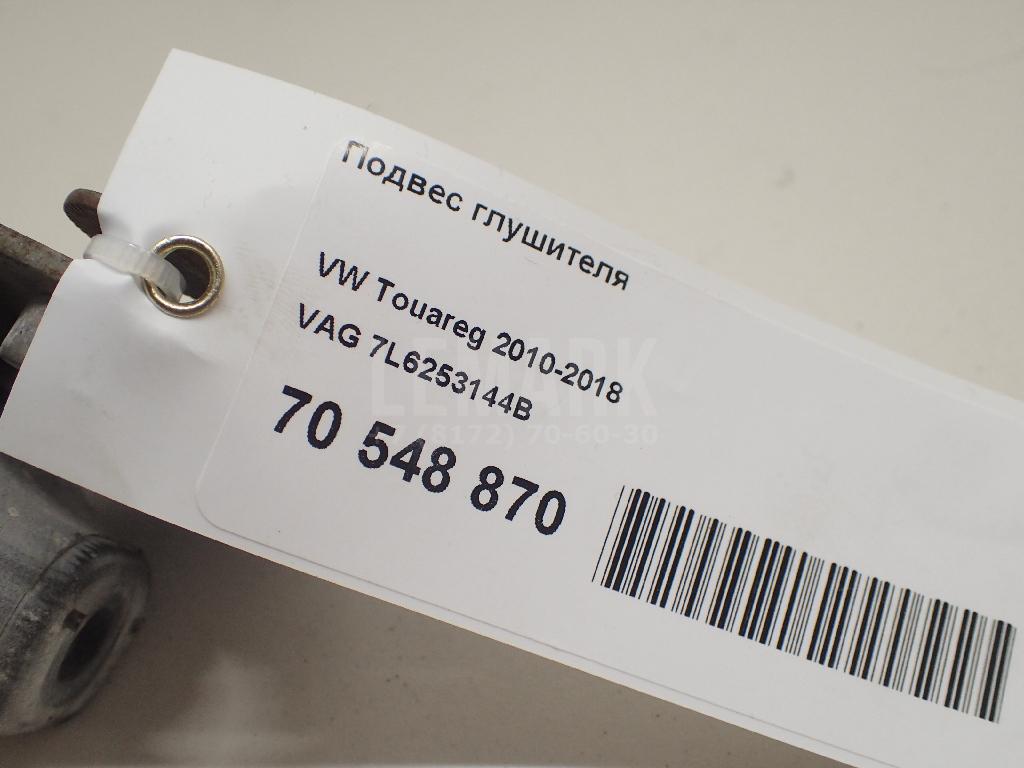 Подвес глушителя
VW Touareg 2010-2018
VAG 7L6253144B
70 548 870
LEMARK
(8172) 70-60-30